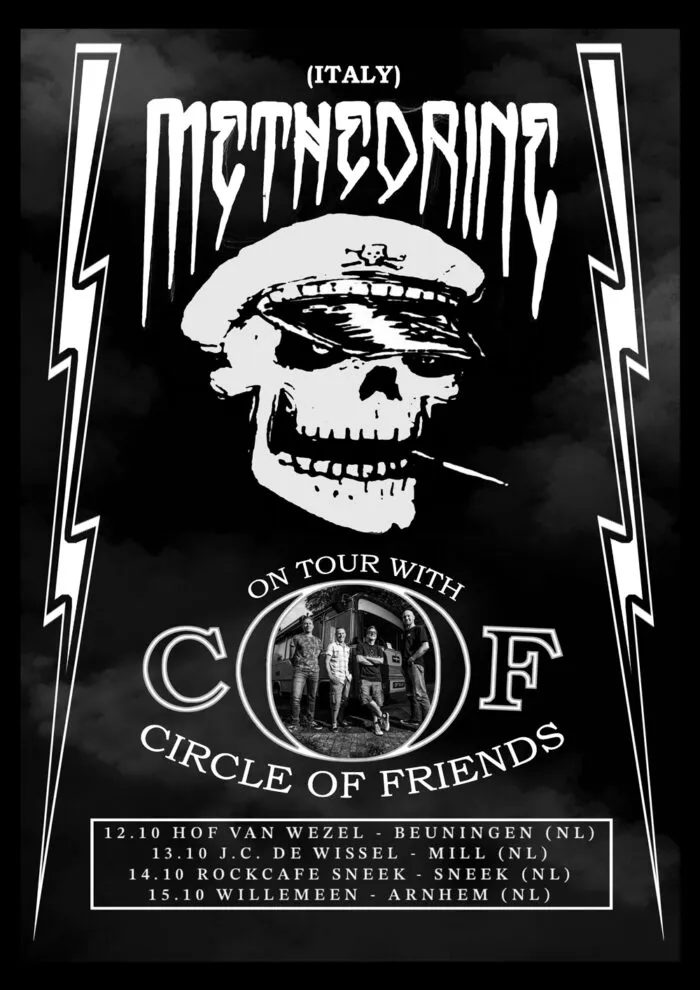 (ITALY)
METHEDRINE
ON TOUR WITH
COF
CIRCLE OF FRIENDS
12.10 HOF VAN WEZEL - BEUNINGEN (NL)
13.10 J.C. DE WISSEL - MILL (NL)
14.10 ROCKCAFE SNEEK - SNEEK (NL)
15.10 WILLEMEEN - ARNHEM (NL)